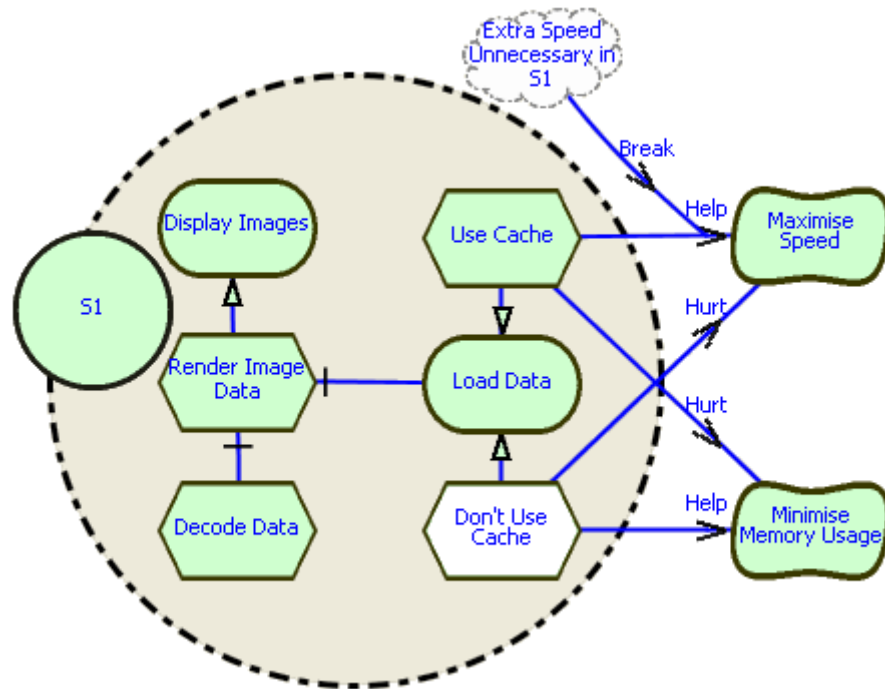 Extra Speed
Unnecessary in
S1
Break
Help
Display Images
Use Cache
Maximise
Speed
S1
Hurt
Render Image
Data
Load Data
Hurt
Help
Decode Data
Don't Use
Cache
Minimise
Memory Usage